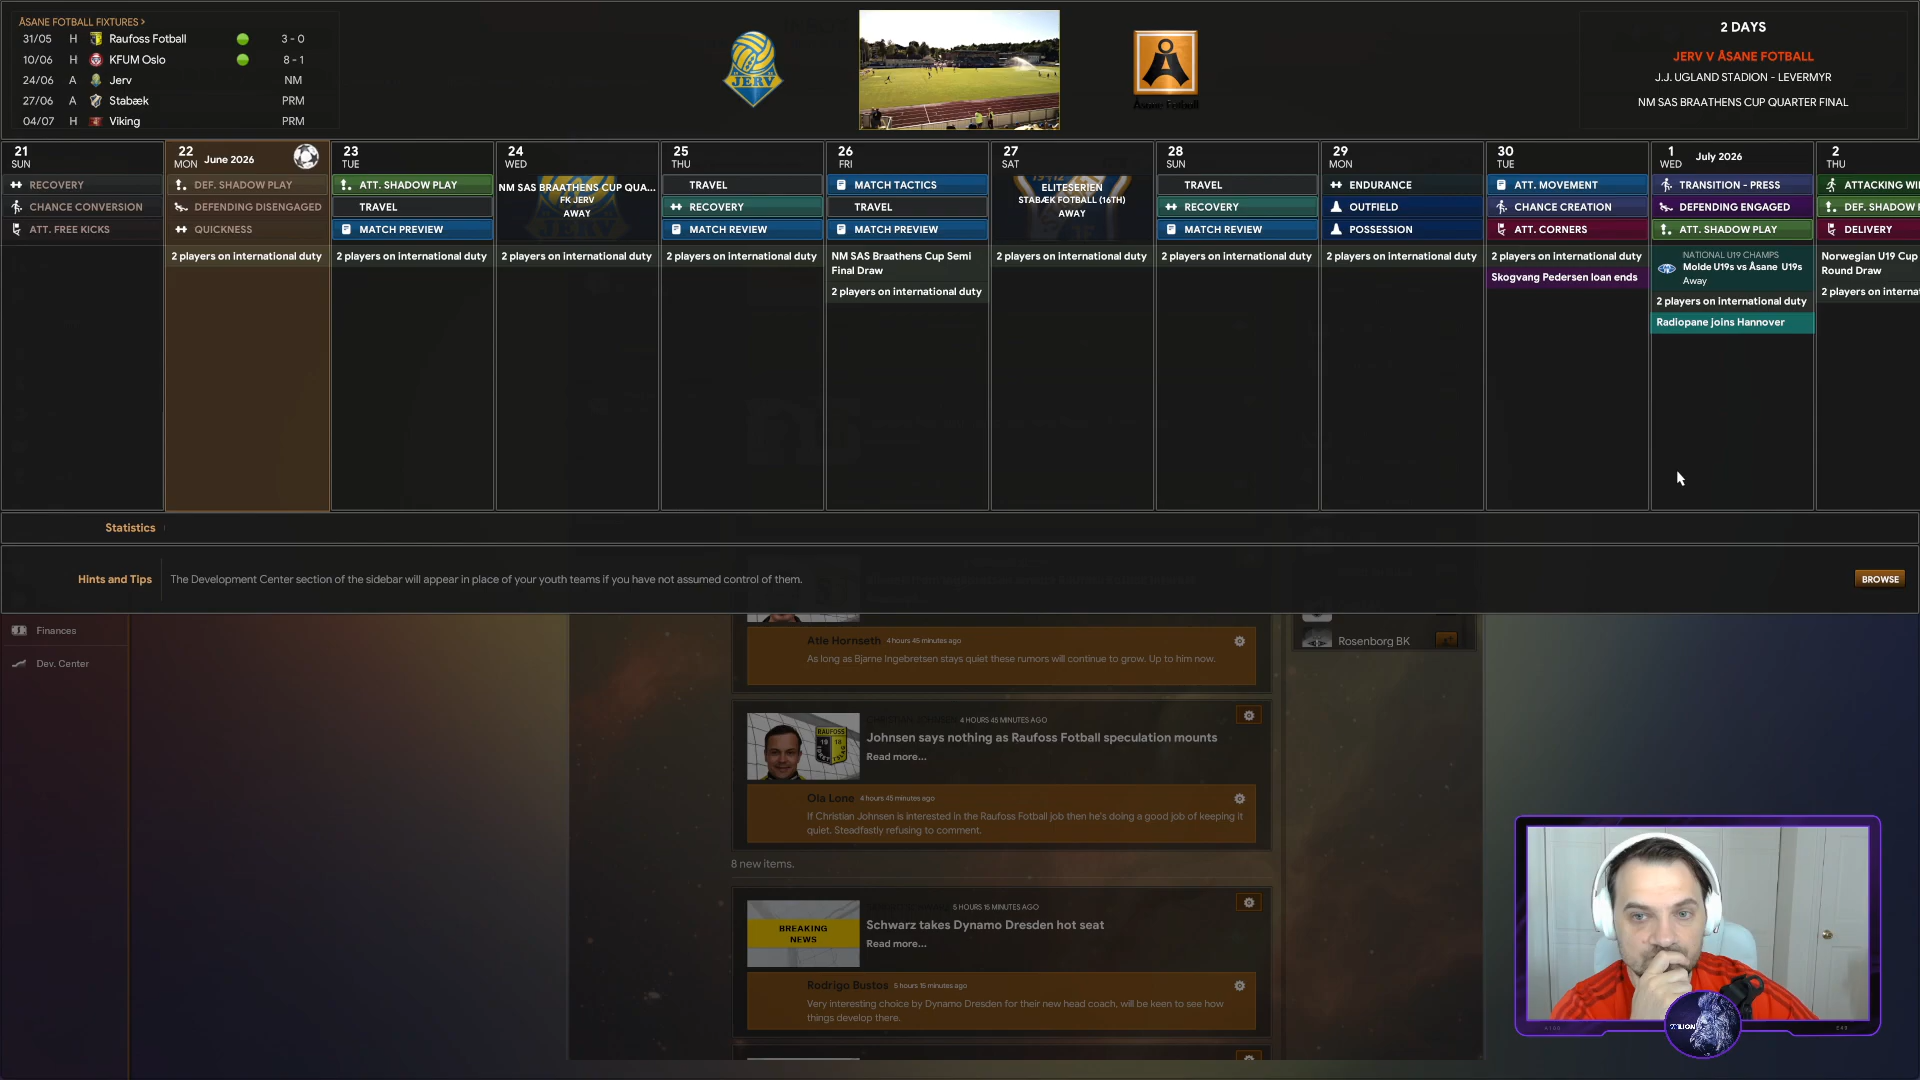 ÅSANE FOTBALL FIXTURES >
31/05 H Raufoss Fotball 3 - 0
10/06 H KFUM Oslo 8 - 1
24/06 A Jerv NM
27/06 A Stabæk PRM
04/07 H Viking PRM
JERV
Åsane Fotball
2 DAYS
JERV V ÅSANE FOTBALL
J.J. UGLAND STADION - LEVERMYR
NM SAS BRAATHENS CUP QUARTER FINAL
21
SUN
RECOVERY
CHANCE CONVERSION
ATT. FREE KICKS
22
MON June 2026
DEF. SHADOW PLAY
DEFENDING DISENGAGED
QUICKNESS
2 players on international duty
23
TUE
ATT. SHADOW PLAY
TRAVEL
MATCH PREVIEW
2 players on international duty
24
WED
NM SAS BRAATHENS CUP QUA...
FK JERV
AWAY
2 players on international duty
25
THU
TRAVEL
RECOVERY
MATCH REVIEW
2 players on international duty
26
FRI
MATCH TACTICS
TRAVEL
MATCH PREVIEW
NM SAS Braathens Cup Semi
Final Draw
2 players on international duty
27
SAT
ELITESERIEN
STABÆK FOTBALL (16TH)
AWAY
2 players on international duty
28
SUN
TRAVEL
RECOVERY
MATCH REVIEW
2 players on international duty
29
MON
ENDURANCE
OUTFIELD
POSSESSION
2 players on international duty
30
TUE
ATT. MOVEMENT
CHANCE CREATION
ATT. CORNERS
2 players on international duty
Skogvang Pedersen loan ends
1
WED July 2026
TRANSITION - PRESS
DEFENDING ENGAGED
ATT. SHADOW PLAY
NATIONAL U19 CHAMPS
Molde U19s vs Åsane U19s
Away
2 players on international duty
Radiopane joins Hannover
2
THU
ATTACKING WI
DEF. SHADOW P
DELIVERY
Norwegian U19 Cup
Round Draw
2 players on interna
Statistics
Hints and Tips
The Development Center section of the sidebar will appear in place of your youth teams if you have not assumed control of them.
BROWSE
Finances
Dev. Center
Rosenborg BK
Atle Hornseth 4 hours 45 minutes ago
As long as Bjarne Ingebretsen stays quiet these rumors will continue to grow. Up to him now.
4 HOURS 45 MINUTES AGO
Johnsen says nothing as Raufoss Fotball speculation mounts
Read more...
RAUFOSS
19 18
Ola Lone 4 hours 45 minutes ago
If Christian Johnsen is interested in the Raufoss Fotball job then he's doing a good job of keeping it
quiet. Steadfastly refusing to comment.
8 new items.
5 HOURS 15 MINUTES AGO
Schwarz takes Dynamo Dresden hot seat
Read more...
BREAKING
NEWS
Rodrigo Bustos 5 hours 15 minutes ago
Very interesting choice by Dynamo Dresden for their new head coach, will be keen to see how
things develop there.